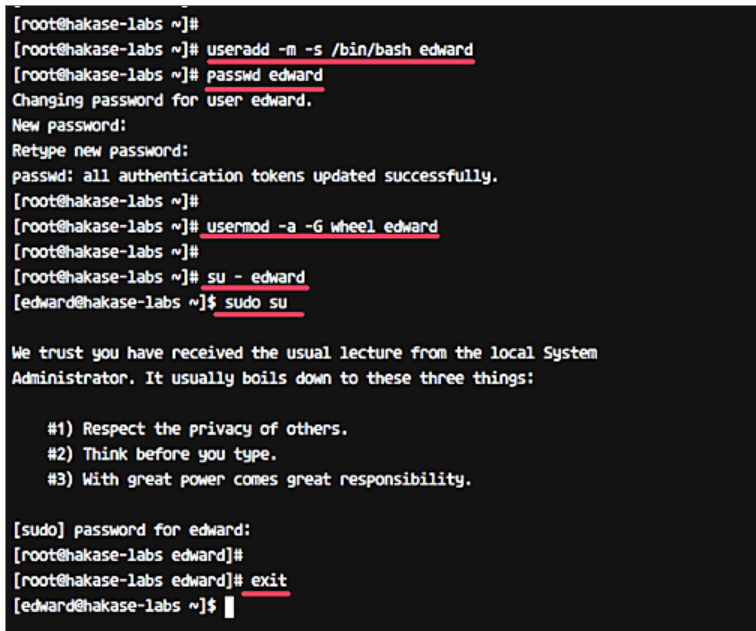 [root@hakase-labs ~]#
[root@hakase-labs ~]# useradd -m -s /bin/bash edward
[root@hakase-labs ~]# passwd edward
Changing password for user edward.
New password:
Retype new password:
passwd: all authentication tokens updated successfully.
[root@hakase-labs ~]#
[root@hakase-labs ~]# usermod -a -G wheel edward
[root@hakase-labs ~]#
[root@hakase-labs ~]# su - edward
[edward@hakase-labs ~]$ sudo su
We trust you have received the usual lecture from the local System
Administrator. It usually boils down to these three things:
#1) Respect the privacy of others.
#2) Think before you type.
#3) With great power comes great responsibility.
[sudo] password for edward:
[root@hakase-labs edward]#
[root@hakase-labs edward]# exit
[edward@hakase-labs ~]$